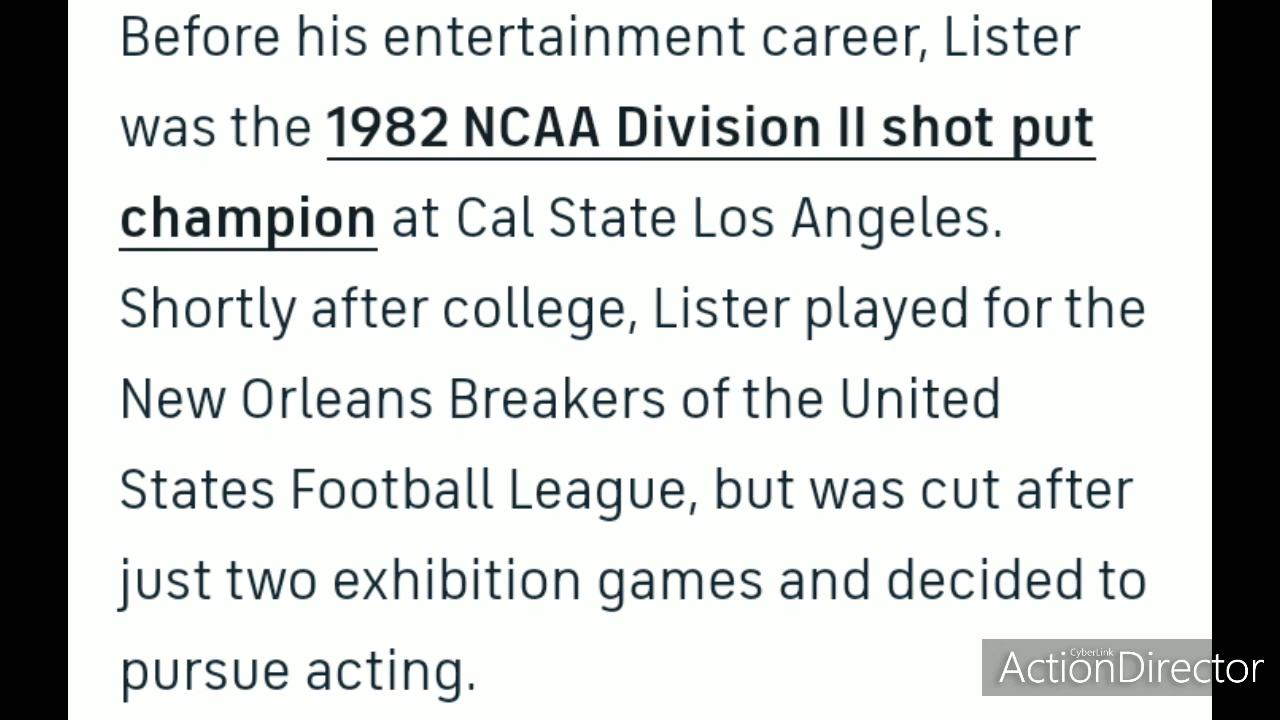 Before his entertainment career, Lister
was the 1982 NCAA Division II shot put
champion at Cal State Los Angeles.
Shortly after college, Lister played for the
New Orleans Breakers of the United
States Football League, but was cut after
just two exhibition games and decided to
pursue acting.
CyberLink
ActionDirector